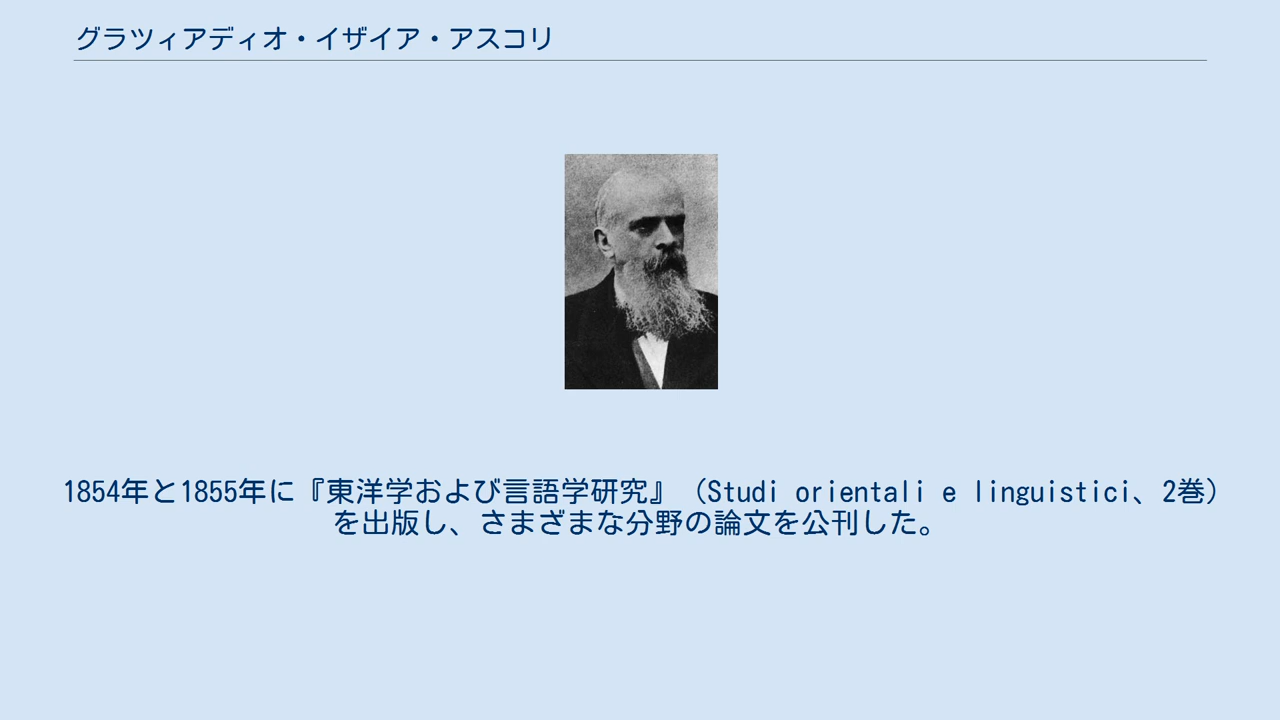 グラツィアディオ・イザイア・アスコリ
1854年と1855年に『東洋学および言語学研究』（Studi orientali e linguistici、2巻）
を出版し、さまざまな分野の論文を公刊した。